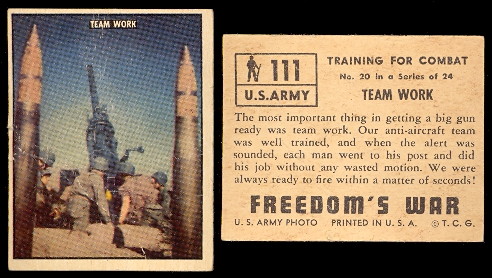 TEAM WORK
111
U.S. ARMY
TRAINING FOR COMBAT
No. 20 in a Series of 24
TEAM WORK
The most important thing in getting a big gun
ready was team work. Our anti-aircraft team
was well trained, and when the alert was
sounded, each man went to his post and did
his job without any wasted motion. We were
always ready to fire within a matter of seconds!
FREEDOM'S WAR
U. S. ARMY PHOTO PRINTED IN U. S. A. © T. C. G.